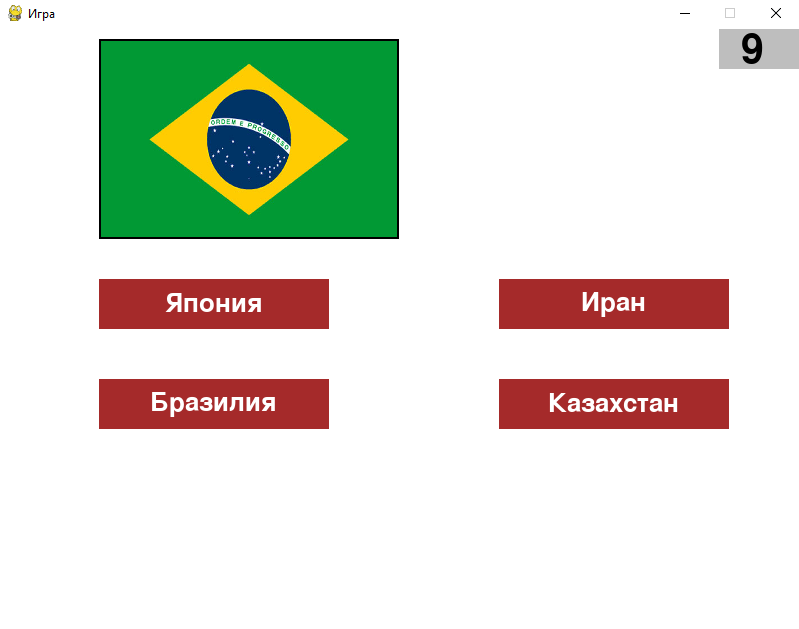 Игра
9
ORDEM E PROGRESSO
Япония
Иран
Бразилия
Казахстан